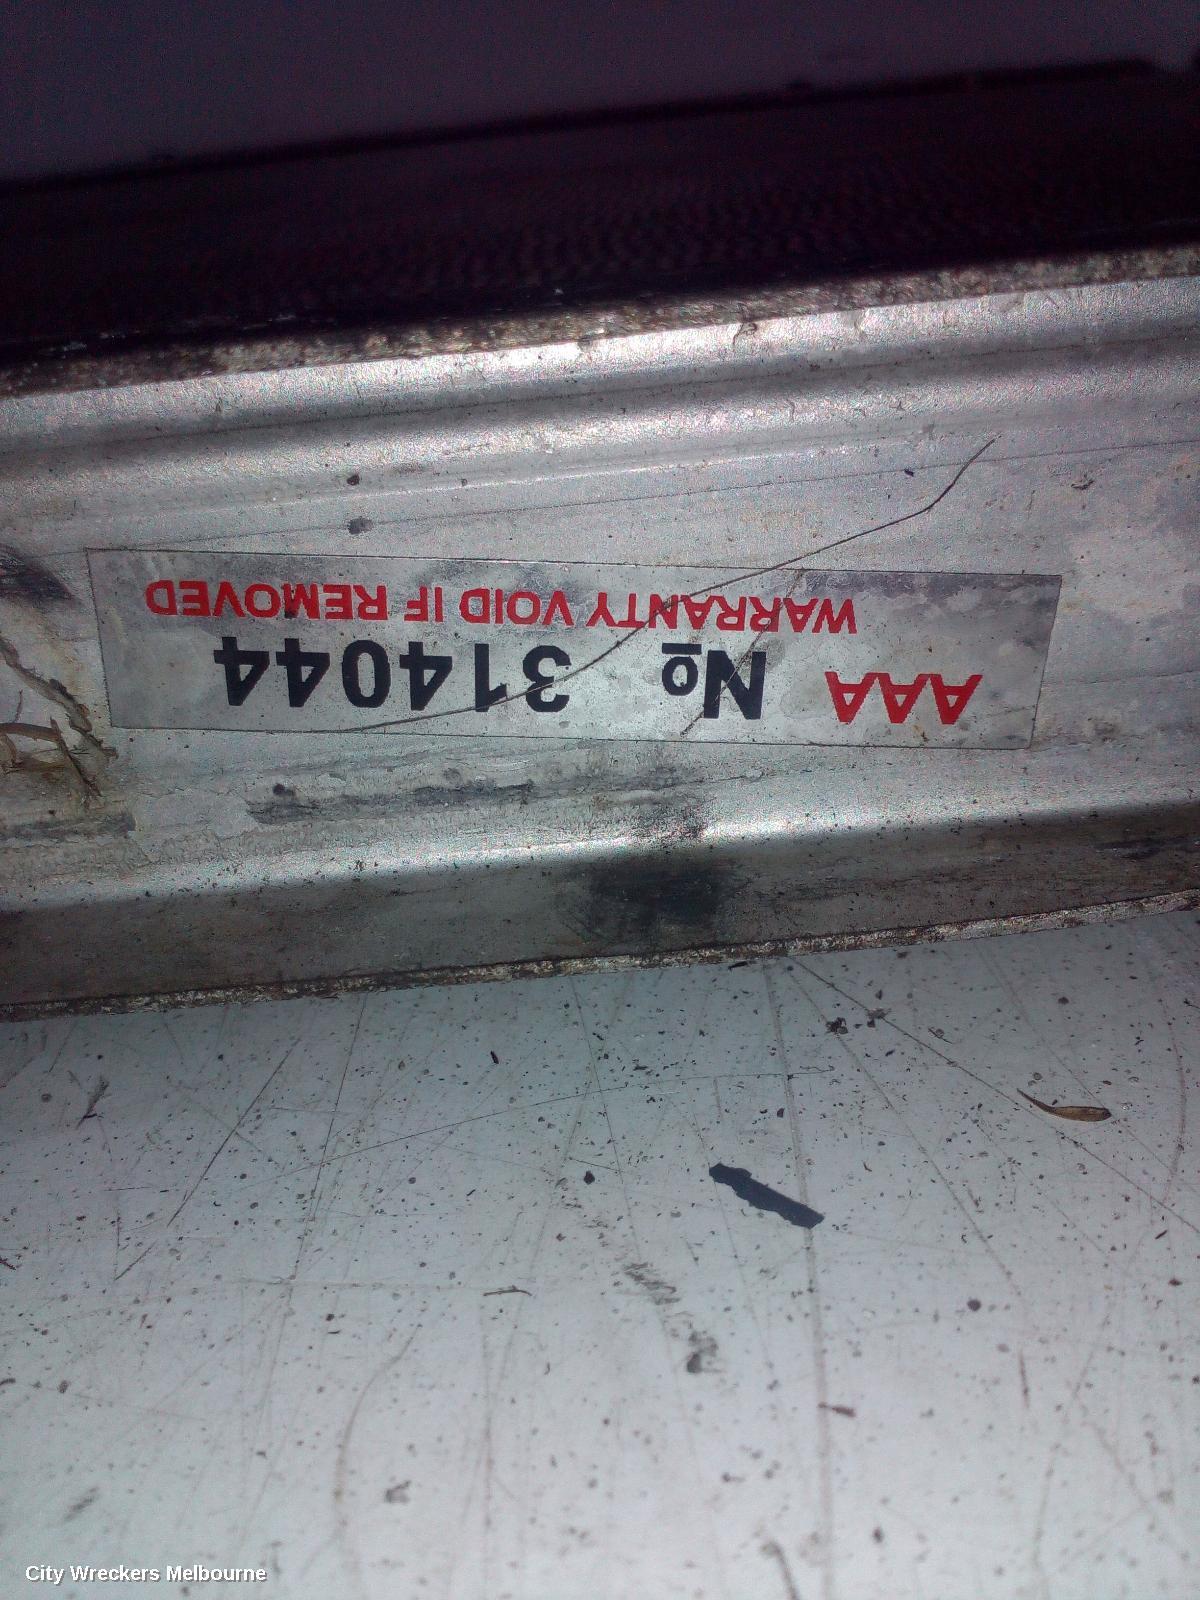 AAA Nº 314044
WARRANTY VOID IF REMOVED
City Wreckers Melbourne